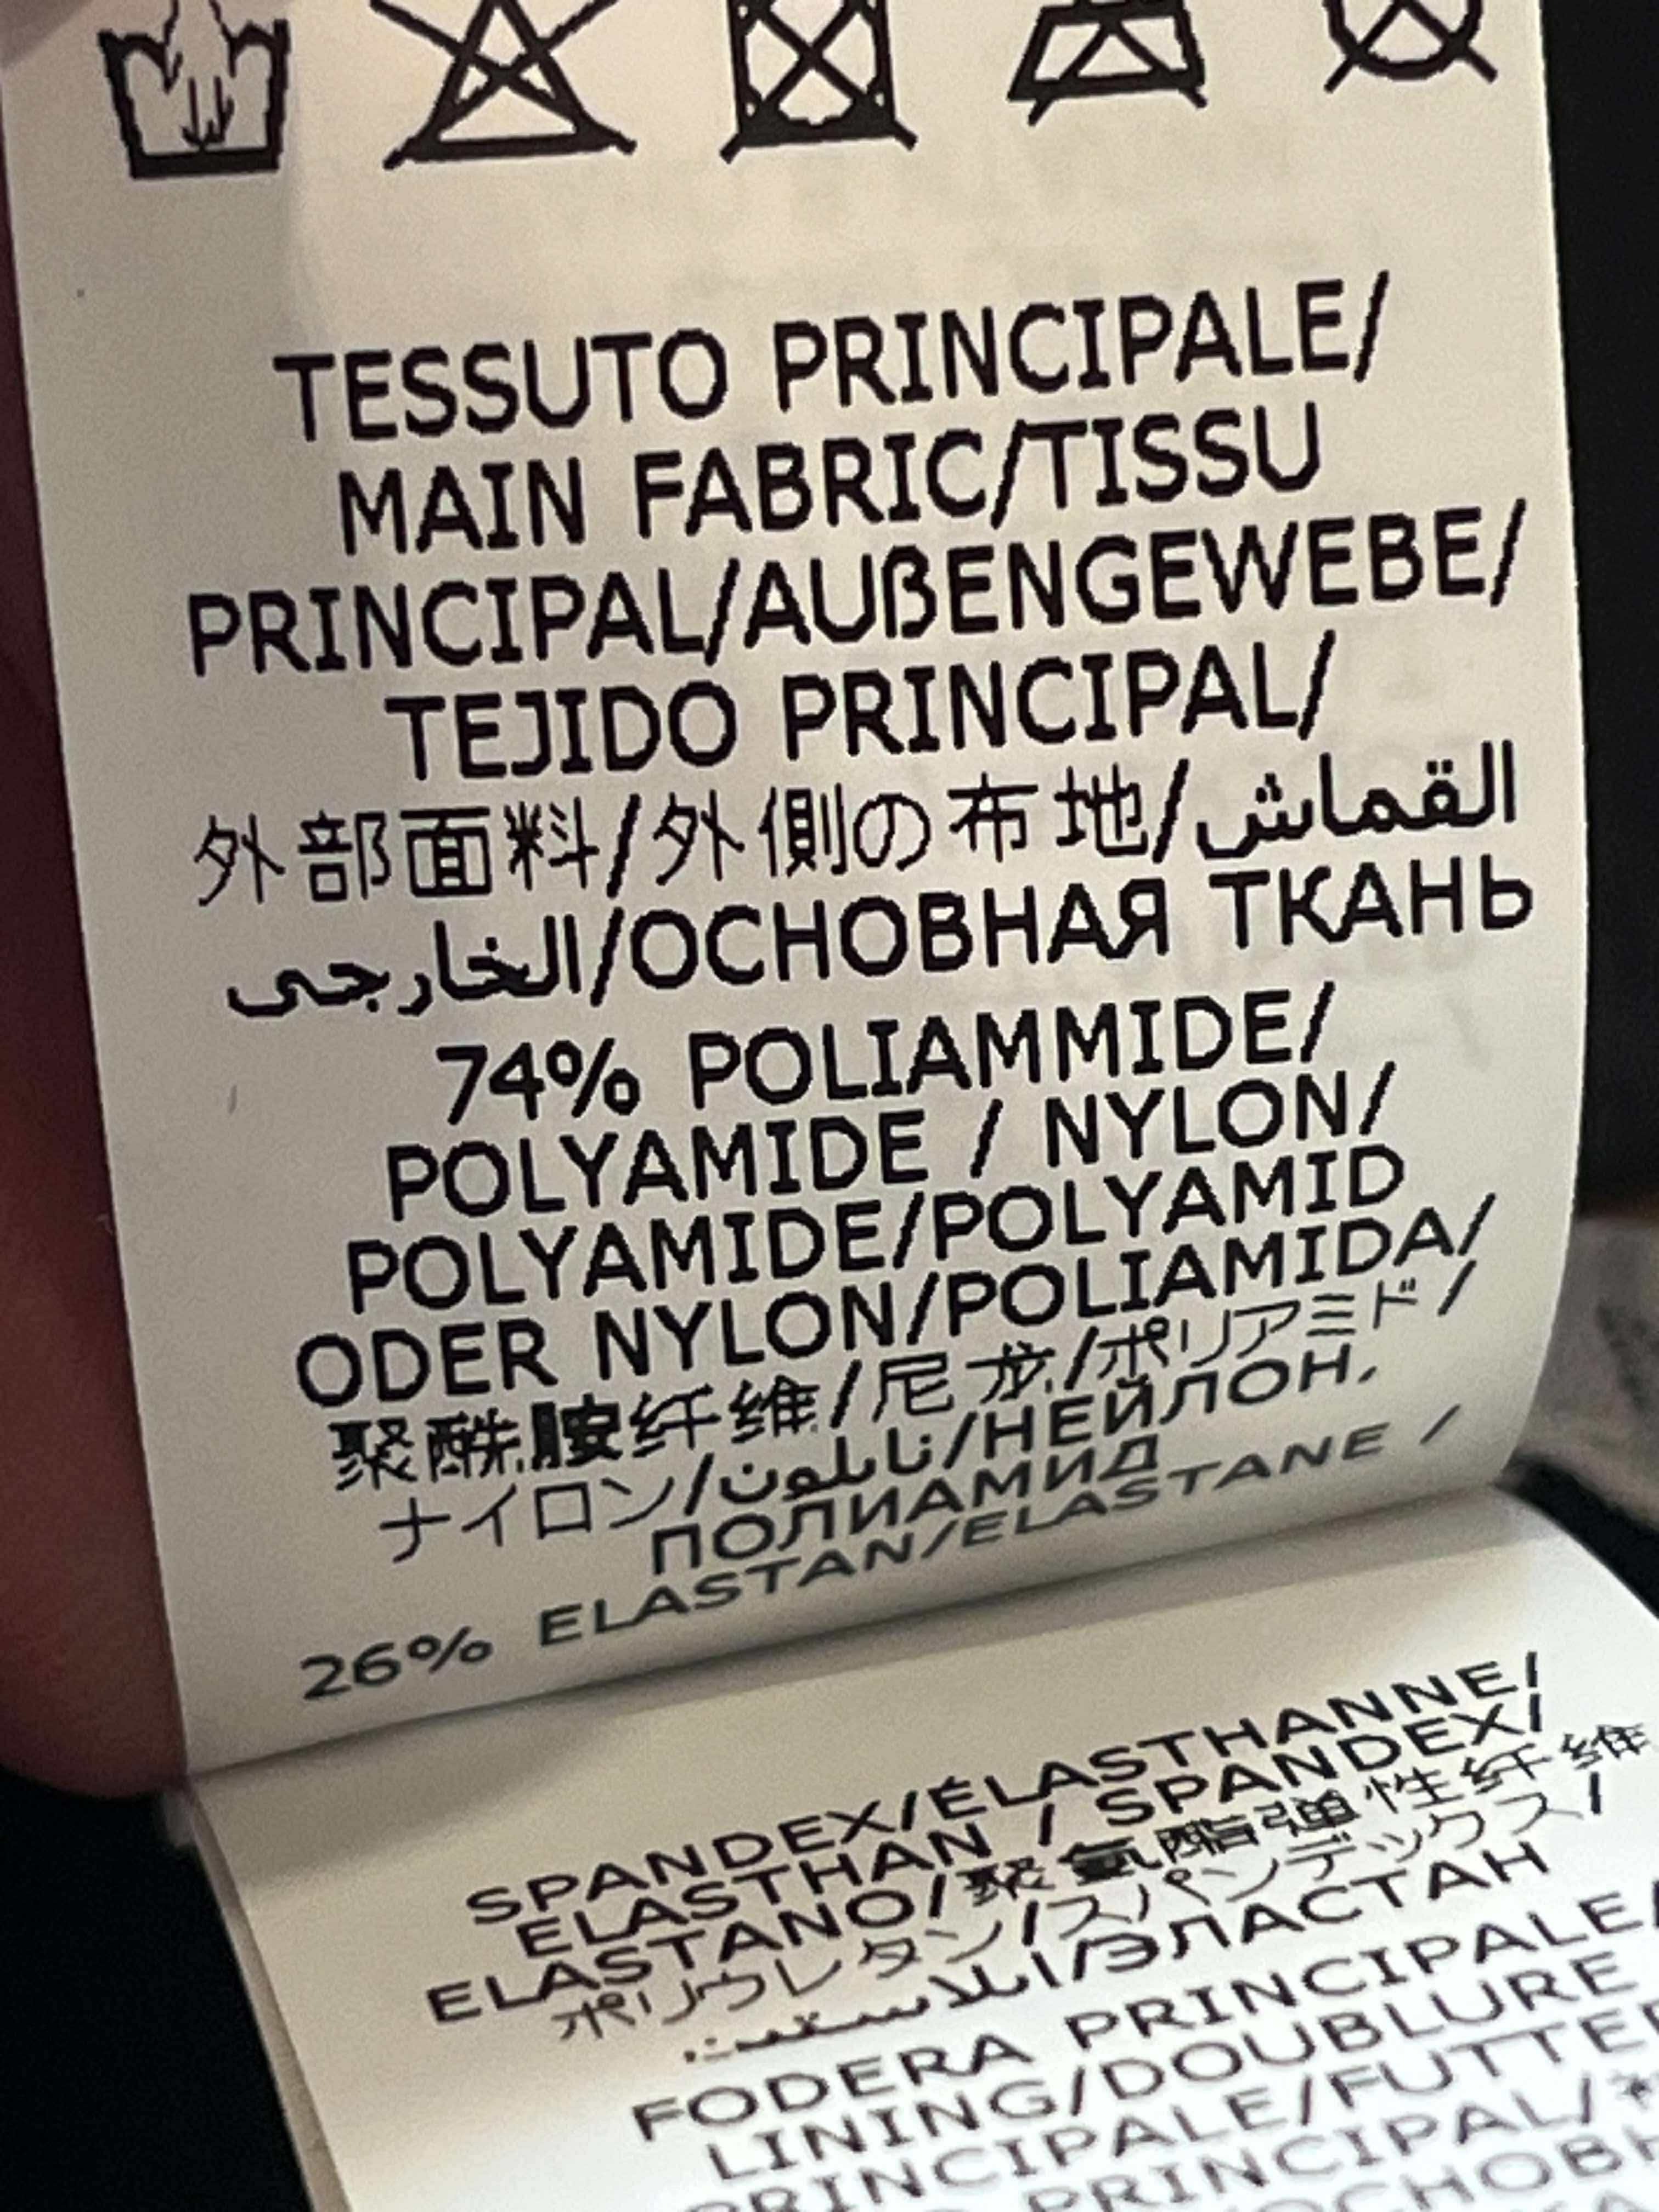 TESSUTO PRINCIPALE/
MAIN FABRIC/TISSU
PRINCIPAL/AUßENGEWEBE/
TEJIDO PRINCIPAL/
外部面料/外側の布地/القماش
الخارجى/ОСНОВНАЯ ТКАНЬ
74% POLIAMMIDE/
POLYAMIDE / NYLON/
POLYAMIDE/POLYAMID
ODER NYLON/POLIAMIDA/
聚酰胺纤维/尼龙/ポリアミド/
ナイロン/نايلون/НЕЙЛОН,
ПОЛИАМИД
26% ELASTAN/ELASTANE /
SPANDEX/ÉLASTHANNE/
ELASTHAN / SPANDEX/
ELASTANO/聚氨酯弹性纤维
ポリウレタン/スパンデックス/
ЭЛАСТАН
FODERA PRINCIPALE/
LINING/DOUBLURE
PRINCIPALE/
PRINCIPAL/